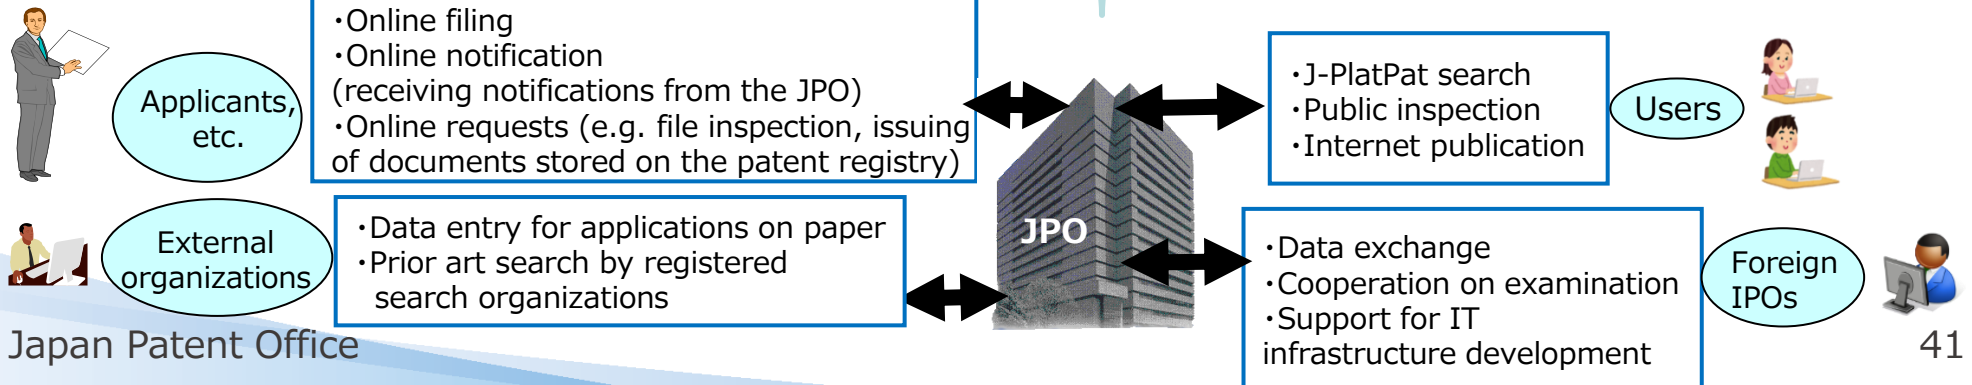 Applicants,
etc.
・Online filing
・Online notification
(receiving notifications from the JPO)
・Online requests (e.g. file inspection, issuing
of documents stored on the patent registry)
・J-PlatPat search
・Public inspection
・Internet publication
Users
External
organizations
・Data entry for applications on paper
・Prior art search by registered
search organizations
JPO
・Data exchange
・Cooperation on examination
・Support for IT
infrastructure development
Foreign
IPOs
Japan Patent Office
41